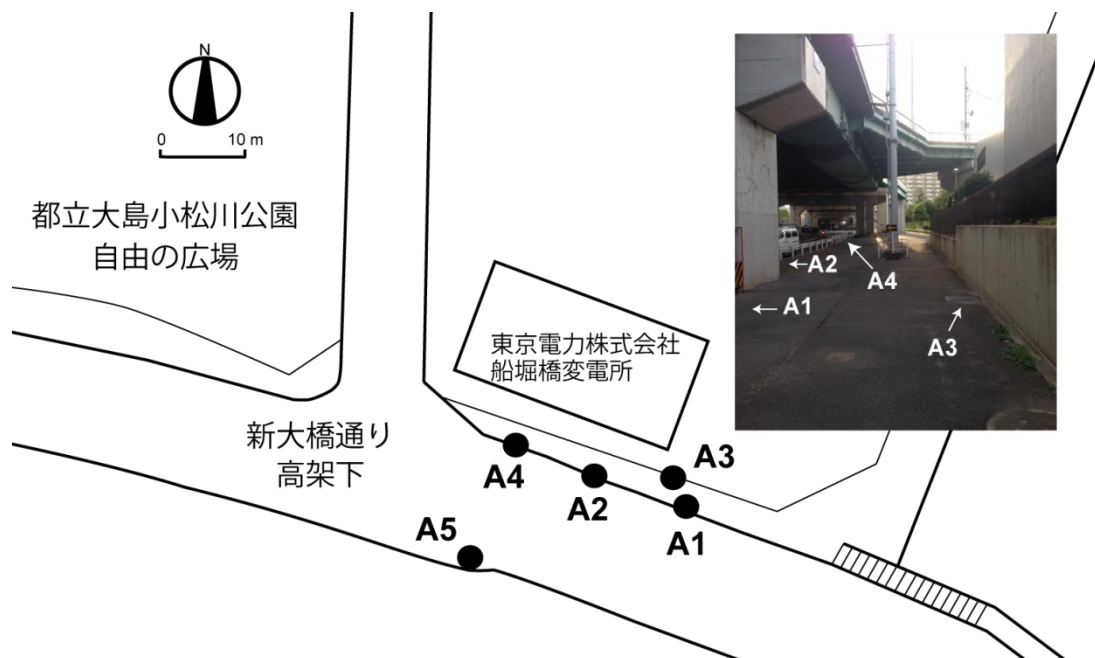 N
0 10 m
都立大島小松川公園
自由の広場
東京電力株式会社
船堀橋変電所
新大橋通り
高架下
A4
A2
A3
A1
A5
A2
A4
A1
A3